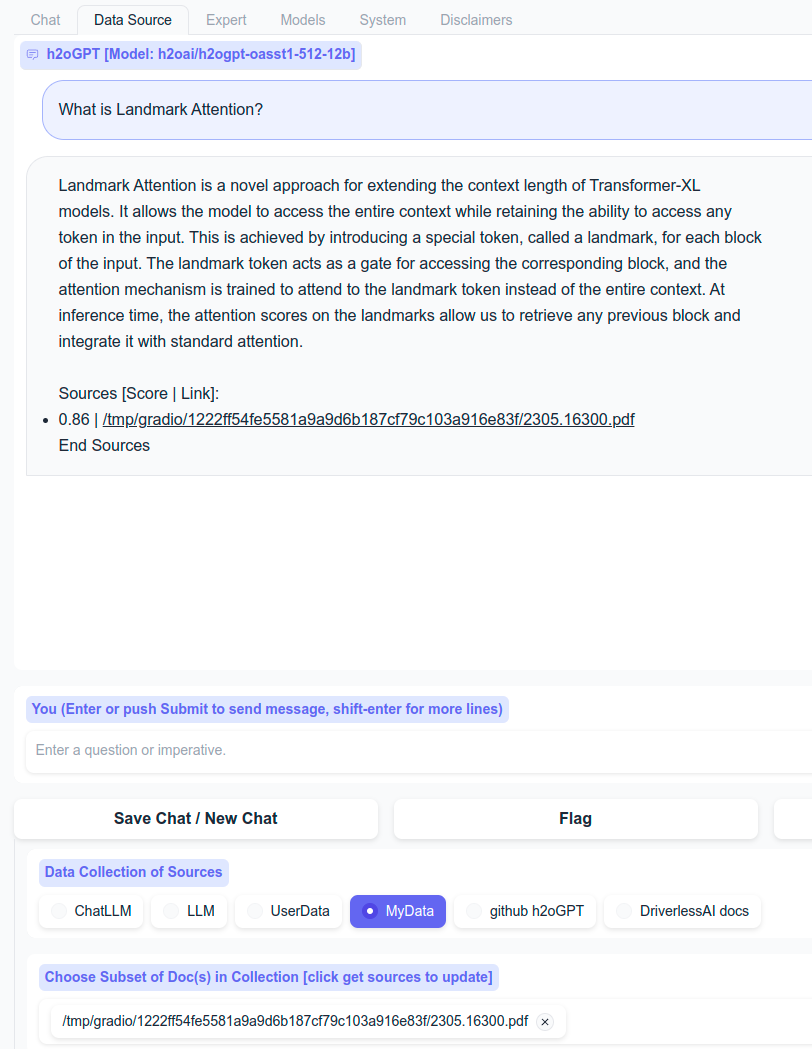 Chat Data Source Expert Models System Disclaimers
h2oGPT [Model: h2oai/h2ogpt-oasst1-512-12b]
What is Landmark Attention?
Landmark Attention is a novel approach for extending the context length of Transformer-XL
models. It allows the model to access the entire context while retaining the ability to access any
token in the input. This is achieved by introducing a special token, called a landmark, for each block
of the input. The landmark token acts as a gate for accessing the corresponding block, and the
attention mechanism is trained to attend to the landmark token instead of the entire context. At
inference time, the attention scores on the landmarks allow us to retrieve any previous block and
integrate it with standard attention.
Sources [Score | Link]:
• 0.86 | /tmp/gradio/1222ff54fe5581a9a9d6b187cf79c103a916e83f/2305.16300.pdf
End Sources
You (Enter or push Submit to send message, shift-enter for more lines)
Enter a question or imperative.
Save Chat / New Chat Flag
Data Collection of Sources
ChatLLM LLM UserData MyData github h2oGPT DriverlessAI docs
Choose Subset of Doc(s) in Collection [click get sources to update]
/tmp/gradio/1222ff54fe5581a9a9d6b187cf79c103a916e83f/2305.16300.pdf ×